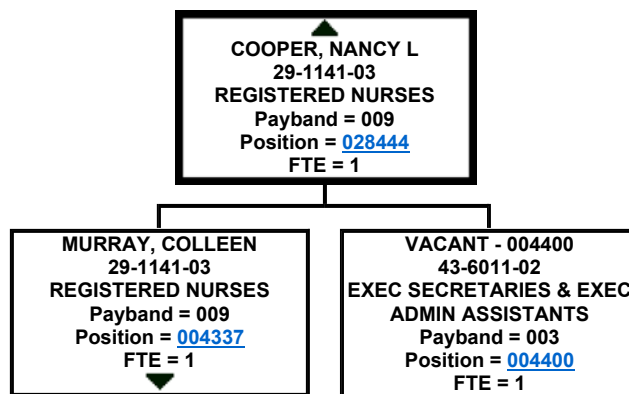 COOPER, NANCY L
29-1141-03
REGISTERED NURSES
Payband = 009
Position = 028444
FTE = 1
MURRAY, COLLEEN
29-1141-03
REGISTERED NURSES
Payband = 009
Position = 004337
FTE = 1
VACANT - 004400
43-6011-02
EXEC SECRETARIES & EXEC
ADMIN ASSISTANTS
Payband = 003
Position = 004400
FTE = 1